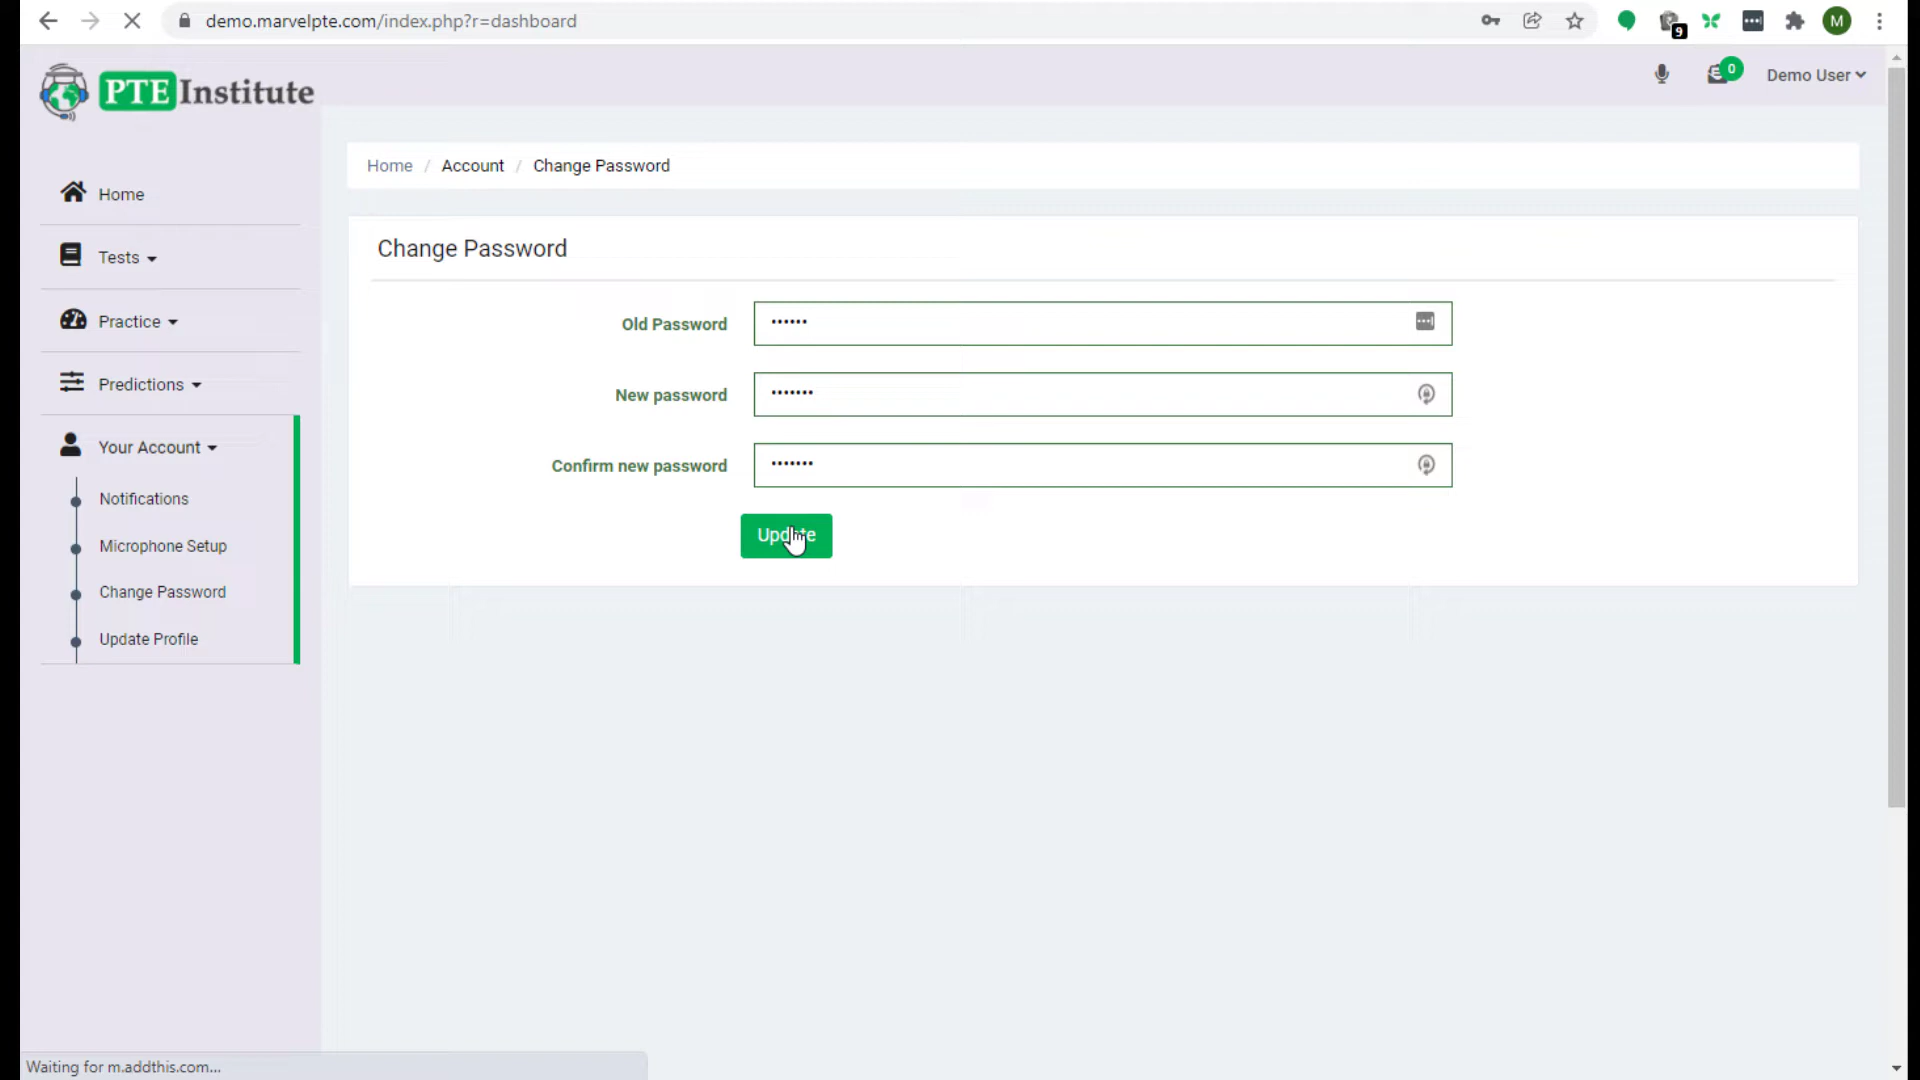 demo.marvelpte.com/index.php?r=dashboard
9
M
PTE Institute
0
Demo User
Home / Account / Change Password
Home
Tests
Practice
Predictions
Your Account
Notifications
Microphone Setup
Change Password
Update Profile
Change Password
Old Password ••••••
New password •••••••
Confirm new password •••••••
Update
Waiting for m.addthis.com...